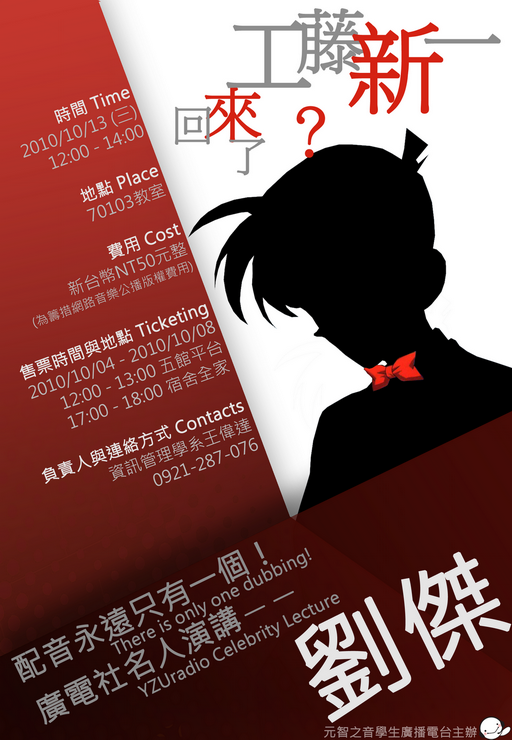 工藤新一
回來了？
時間 Time
2010/10/13 (三)
12:00 - 14:00
地點 Place
70103教室
費用 Cost
新台幣NT50元整
(為籌措網路音樂公播版權費用)
售票時間與地點 Ticketing
2010/10/04 - 2010/10/08
12:00 - 13:00 五館平台
17:00 - 18:00 宿舍全家
負責人與連絡方式 Contacts
資訊管理學系王偉達
0921-287-076
配音永遠只有一個！
There is only one dubbing!
廣電社名人演講－－
YZUradio Celebrity Lecture
劉傑
元智之音學生廣播電台主辦